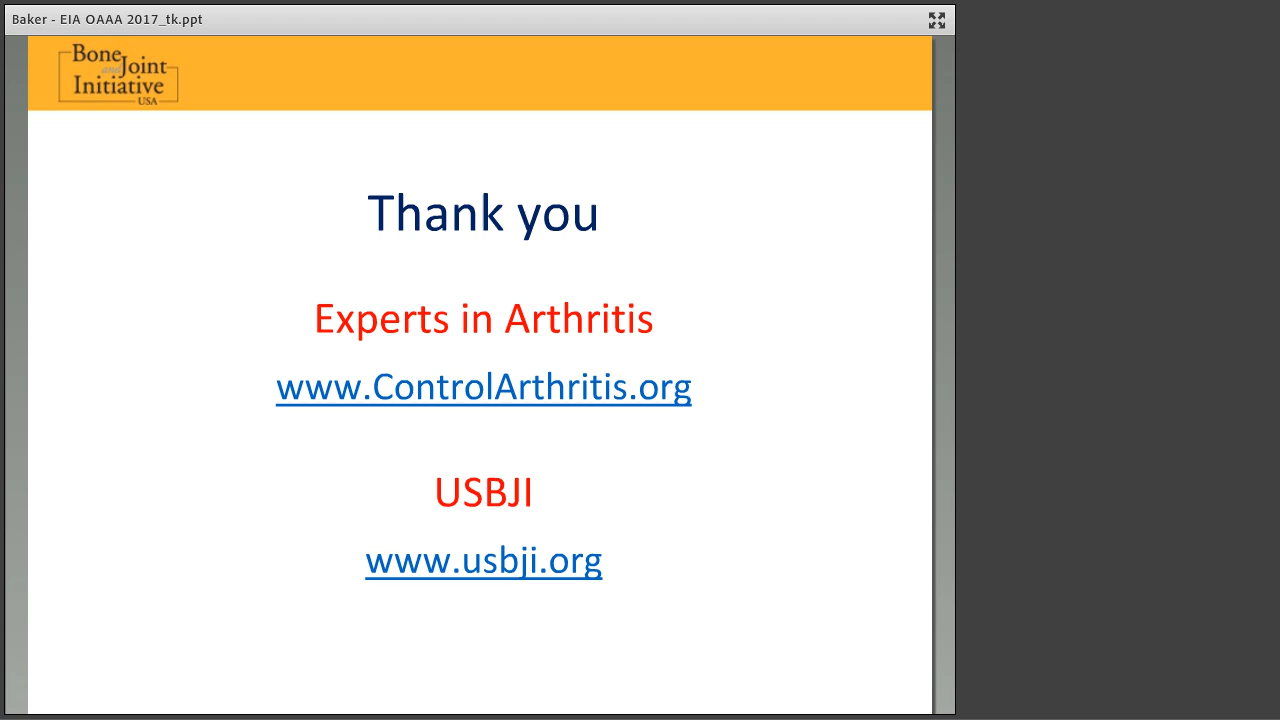 Baker - EIA OAAA 2017_tk.ppt
Bone
and Joint
Initiative
USA
Thank you
Experts in Arthritis
www.ControlArthritis.org
USBJI
www.usbji.org